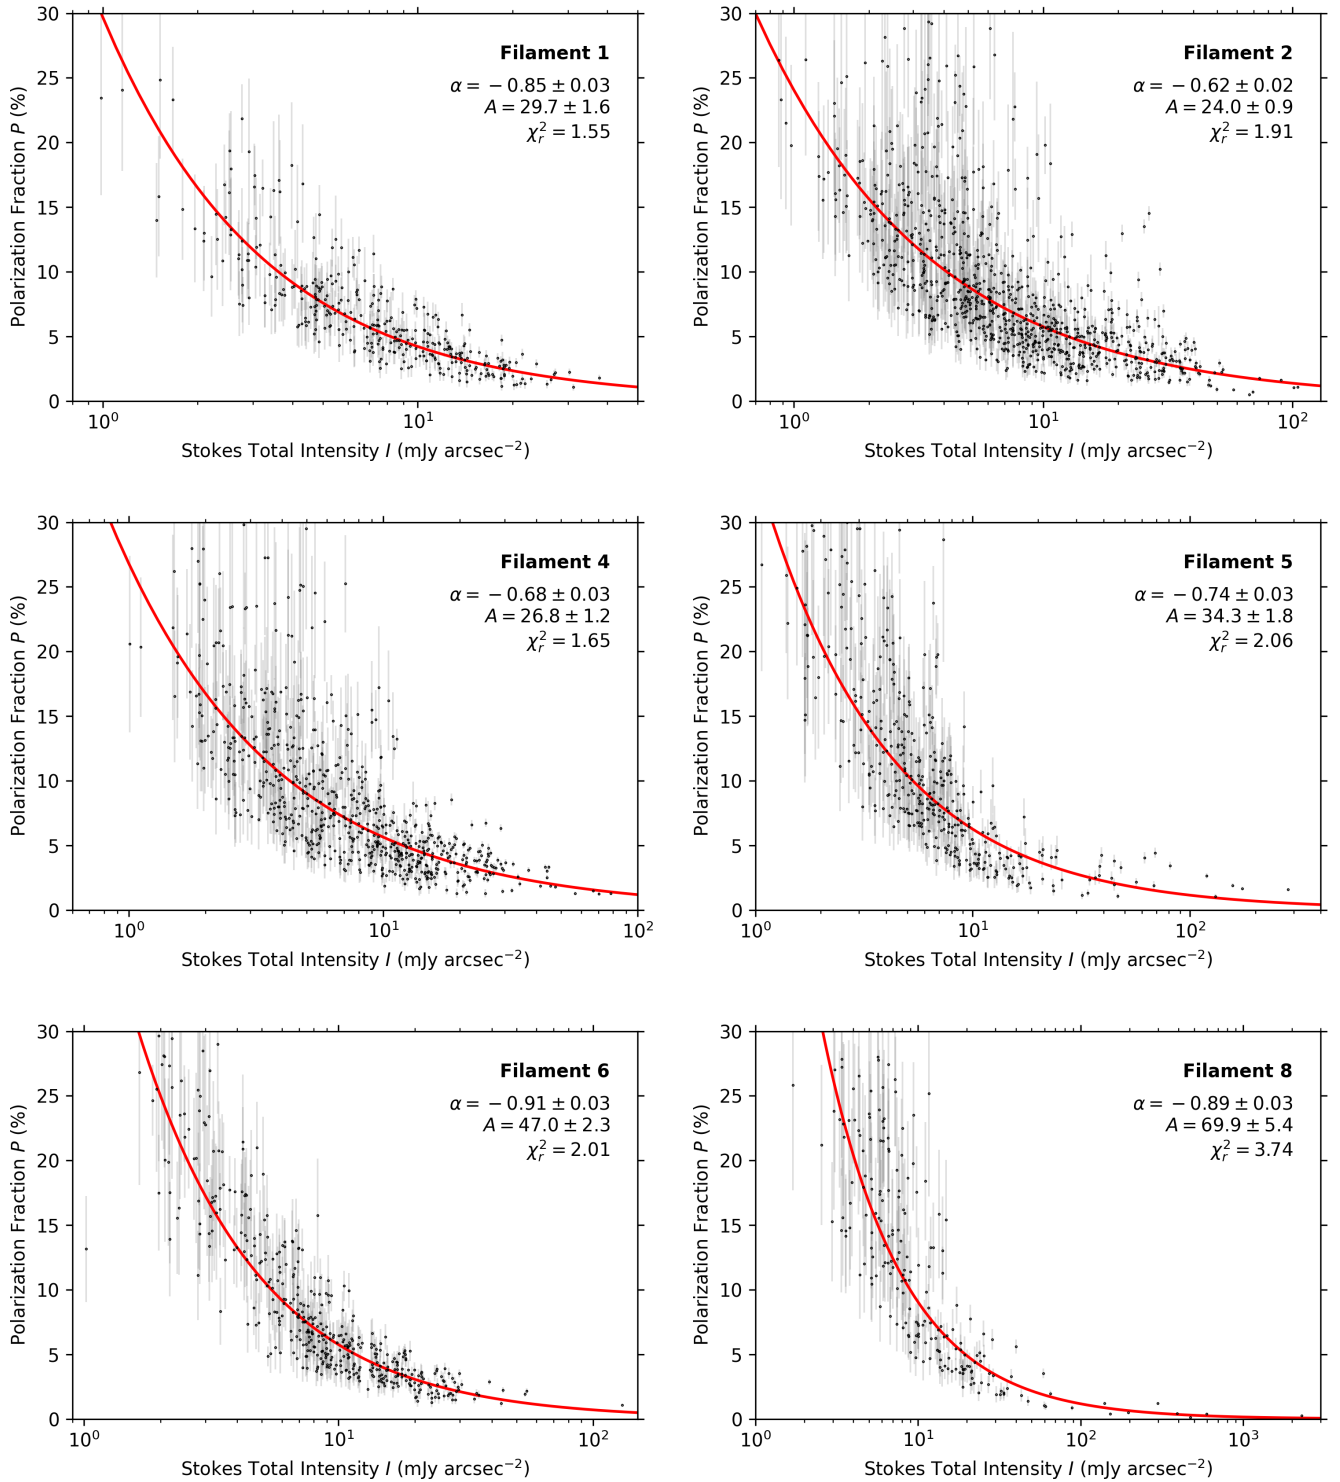 30
25
20
15
10
5
0
Polarization Fraction P (%)
Filament 1
α = −0.85 ± 0.03
A = 29.7 ± 1.6
χ²ᵣ = 1.55
10⁰
10¹
Stokes Total Intensity I (mJy arcsec⁻²)
30
25
20
15
10
5
0
Polarization Fraction P (%)
Filament 2
α = −0.62 ± 0.02
A = 24.0 ± 0.9
χ²ᵣ = 1.91
10⁰
10¹
10²
Stokes Total Intensity I (mJy arcsec⁻²)
30
25
20
15
10
5
0
Polarization Fraction P (%)
Filament 4
α = −0.68 ± 0.03
A = 26.8 ± 1.2
χ²ᵣ = 1.65
10⁰
10¹
10²
Stokes Total Intensity I (mJy arcsec⁻²)
30
25
20
15
10
5
0
Polarization Fraction P (%)
Filament 5
α = −0.74 ± 0.03
A = 34.3 ± 1.8
χ²ᵣ = 2.06
10⁰
10¹
10²
Stokes Total Intensity I (mJy arcsec⁻²)
30
25
20
15
10
5
0
Polarization Fraction P (%)
Filament 6
α = −0.91 ± 0.03
A = 47.0 ± 2.3
χ²ᵣ = 2.01
10⁰
10¹
10²
Stokes Total Intensity I (mJy arcsec⁻²)
30
25
20
15
10
5
0
Polarization Fraction P (%)
Filament 8
α = −0.89 ± 0.03
A = 69.9 ± 5.4
χ²ᵣ = 3.74
10⁰
10¹
10²
10³
Stokes Total Intensity I (mJy arcsec⁻²)